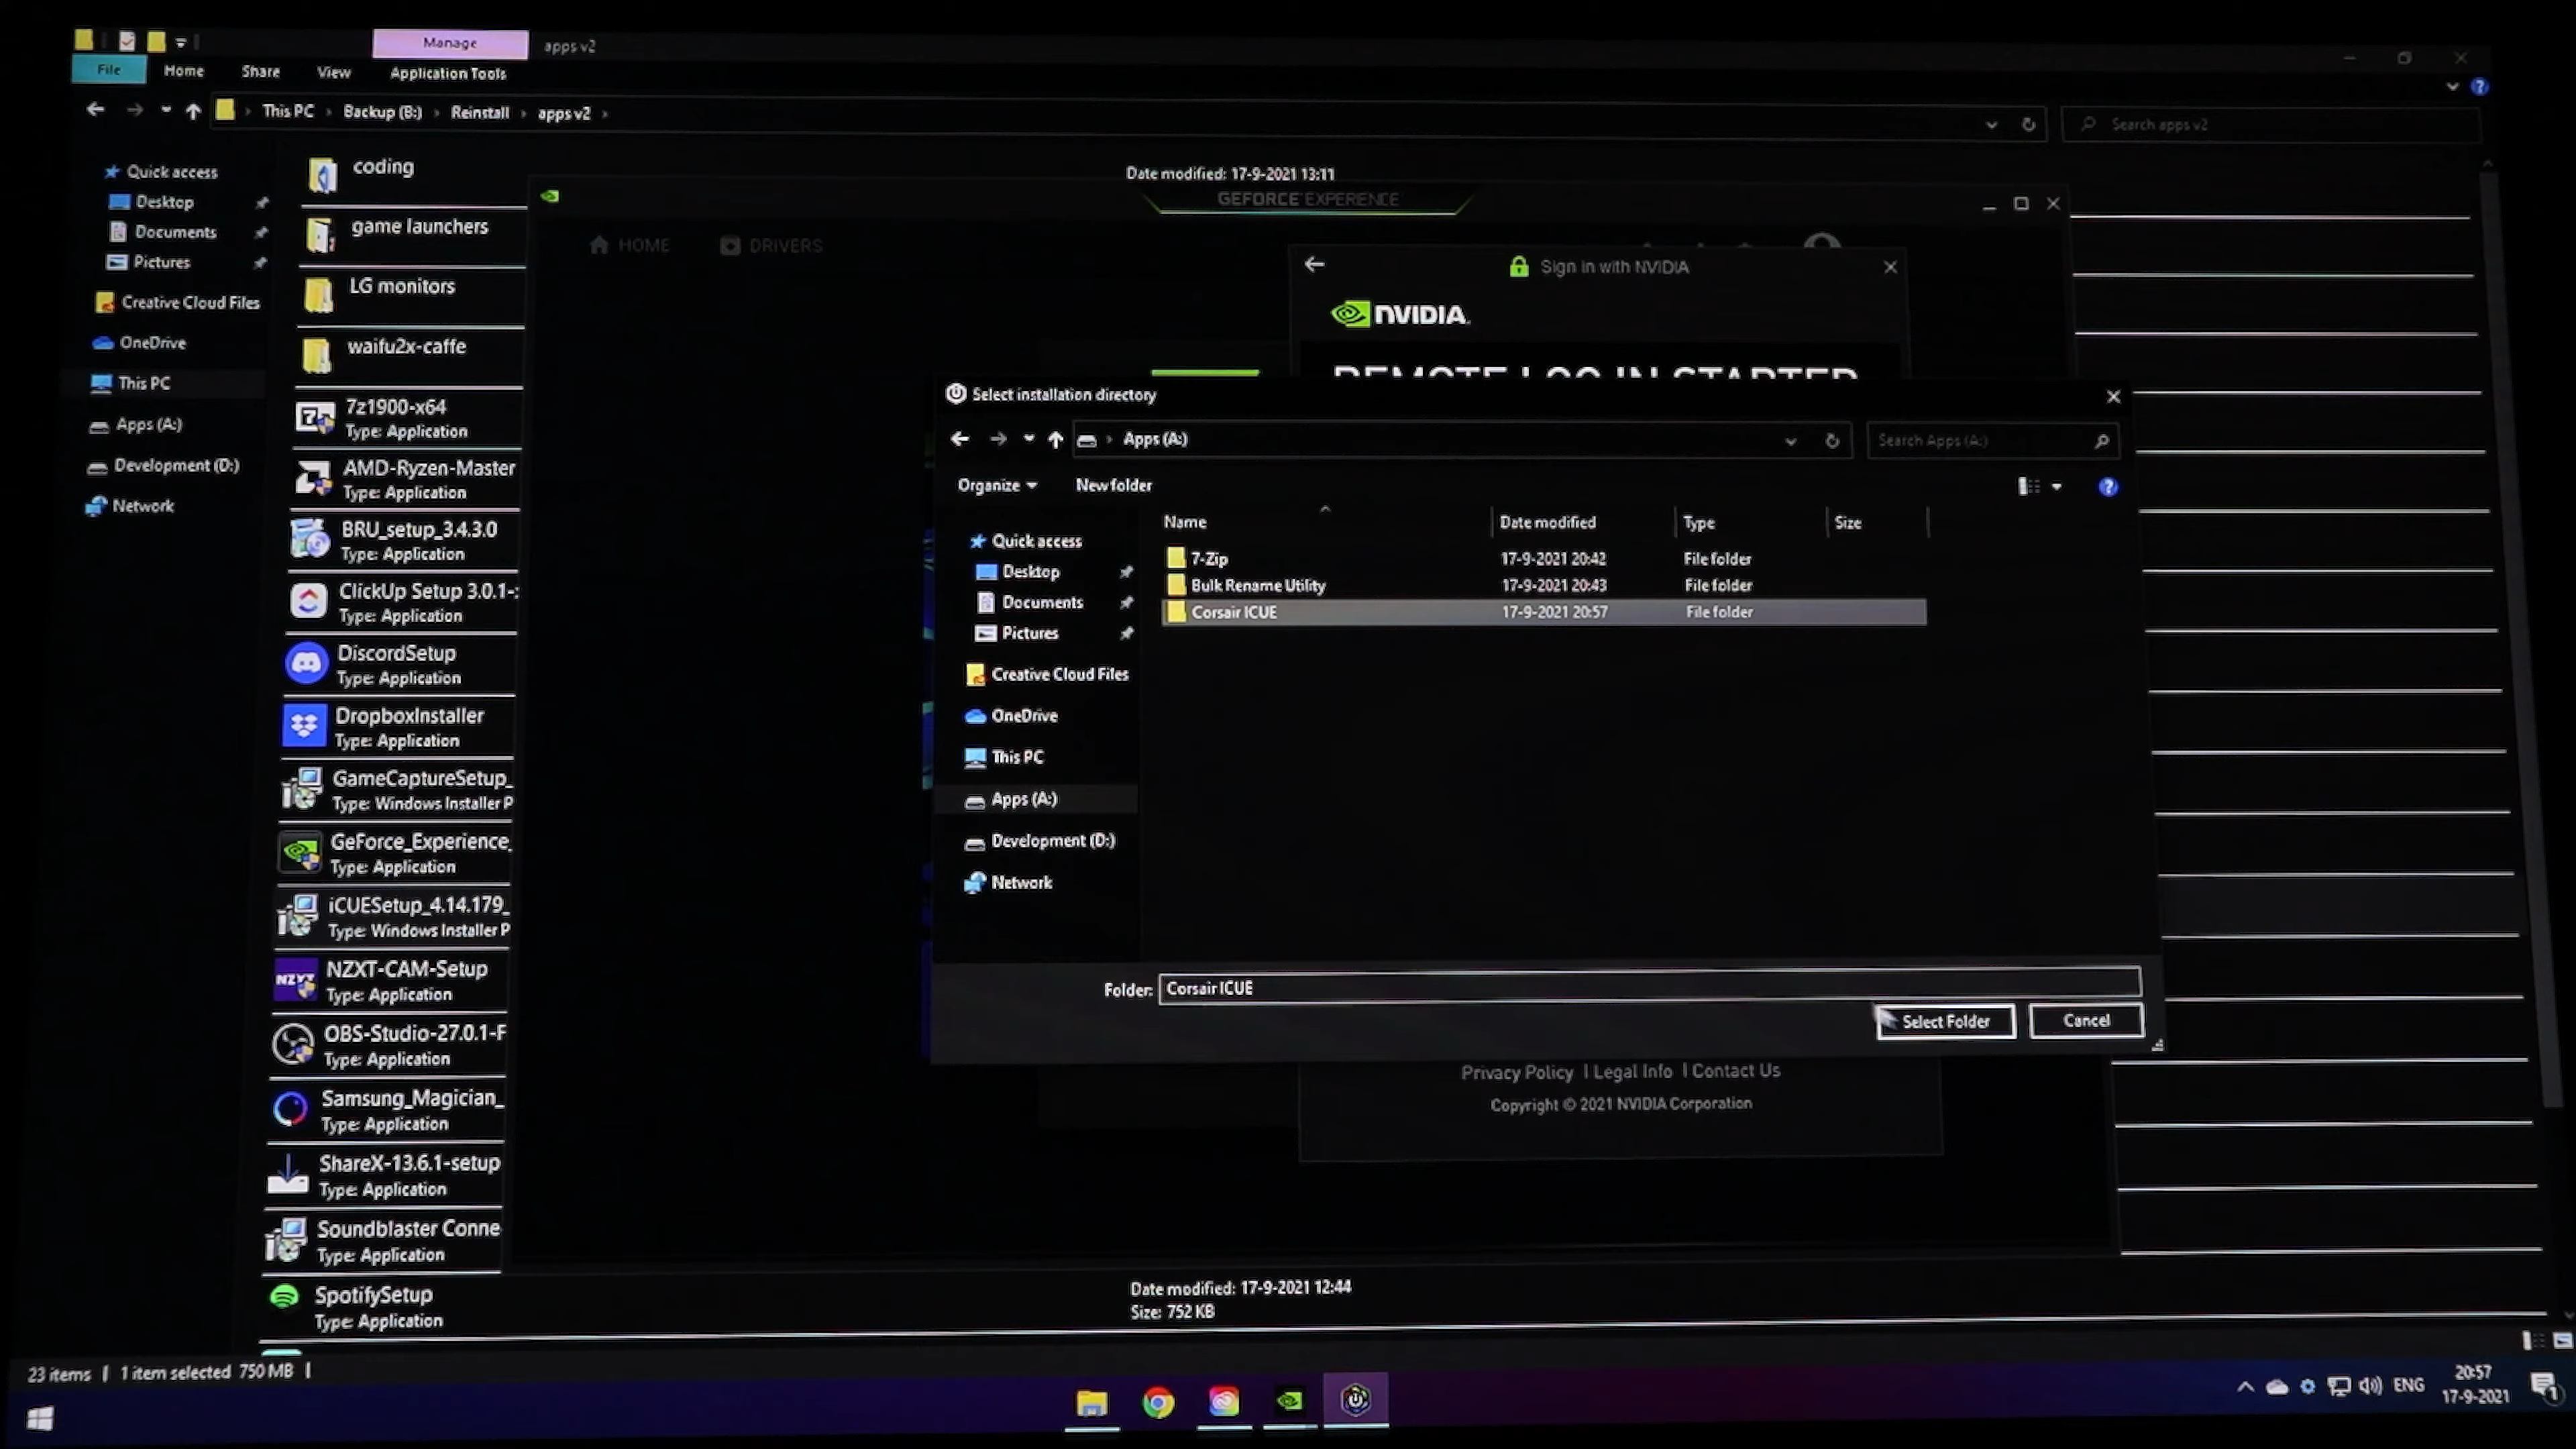 Manage
apps v2
File
Home
Share
View
Application Tools
This PC
Backup (B:)
Reinstall
apps v2
Search apps v2
Quick access
Desktop
Documents
Pictures
Creative Cloud Files
OneDrive
This PC
Apps (A:)
Development (D:)
Network
coding
game launchers
LG monitors
waifu2x-caffe
7z1900-x64
Type: Application
AMD-Ryzen-Master
Type: Application
BRU_setup_3.4.3.0
Type: Application
ClickUp Setup 3.0.1-
Type: Application
DiscordSetup
Type: Application
DropboxInstaller
Type: Application
GameCaptureSetup_
Type: Windows Installer P
GeForce_Experience_
Type: Application
iCUESetup_4.14.179_
Type: Windows Installer P
NZXT-CAM-Setup
Type: Application
OBS-Studio-27.0.1-F
Type: Application
Samsung_Magician_
Type: Application
ShareX-13.6.1-setup
Type: Application
Soundblaster Conne
Type: Application
SpotifySetup
Type: Application
Date modified: 17-9-2021 13:11
GEFORCE EXPERIENCE
HOME
DRIVERS
Sign in with NVIDIA
NVIDIA.
REMOTE LOG IN STARTED
Select installation directory
Apps (A:)
Search Apps (A:)
Organize
New folder
Quick access
Desktop
Documents
Pictures
Creative Cloud Files
OneDrive
This PC
Apps (A:)
Development (D:)
Network
Name Date modified Type Size
7-Zip 17-9-2021 20:42 File folder
Bulk Rename Utility 17-9-2021 20:43 File folder
Corsair ICUE 17-9-2021 20:57 File folder
Folder: Corsair ICUE
Select Folder
Cancel
Privacy Policy | Legal Info | Contact Us
Copyright © 2021 NVIDIA Corporation
Date modified: 17-9-2021 12:44
Size: 752 KB
23 items
1 item selected 750 MB
ENG
20:57
17-9-2021
1